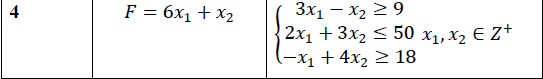 4
F = 6x₁ + x₂
3x₁ − x₂ ≥ 9
2x₁ + 3x₂ ≤ 50 x₁, x₂ ∈ Z⁺
−x₁ + 4x₂ ≥ 18